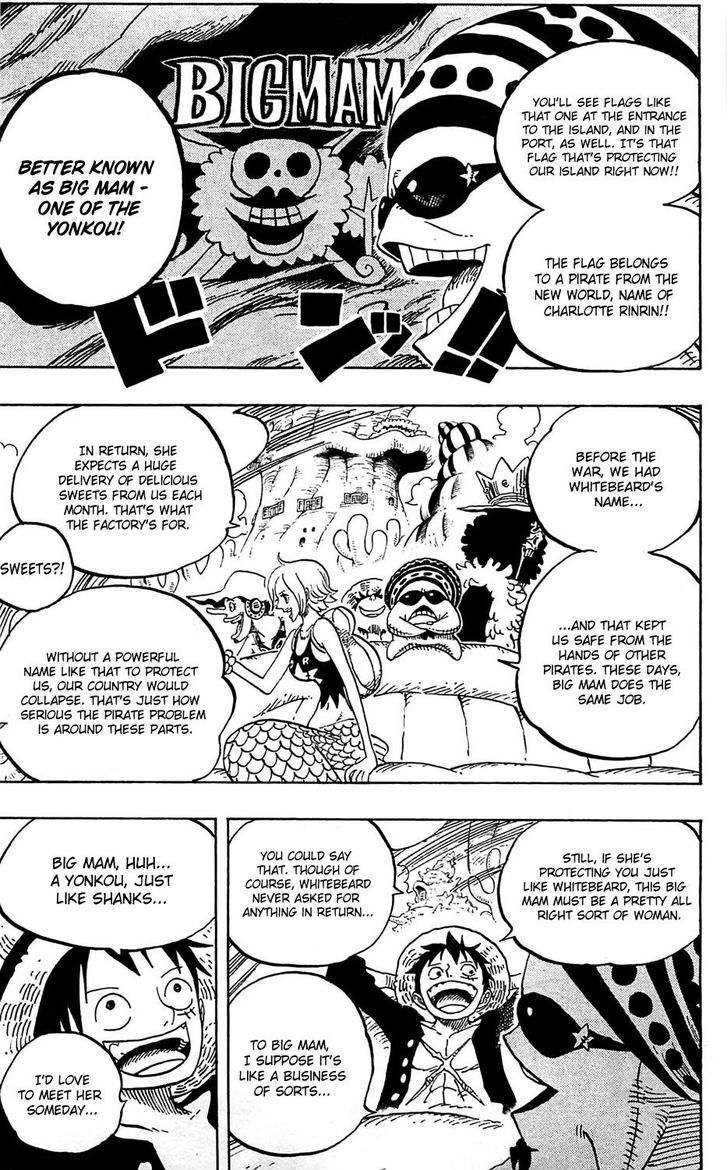 BIGMAM
YOU'LL SEE FLAGS LIKE
THAT ONE AT THE ENTRANCE
TO THE ISLAND, AND IN THE
PORT, AS WELL. IT'S THAT
FLAG THAT'S PROTECTING
OUR ISLAND RIGHT NOW!!
THE FLAG BELONGS
TO A PIRATE FROM THE
NEW WORLD, NAME OF
CHARLOTTE RINRIN!!
BETTER KNOWN
AS BIG MAM -
ONE OF THE
YONKOU!
ドンッ!!
BEFORE
THE WAR,
WE HAD
WHITEBEARD'S
NAME...
...AND THAT KEPT
US SAFE FROM THE
HANDS OF OTHER
PIRATES. THESE DAYS,
BIG MAM DOES THE
SAME JOB.
IN RETURN, SHE
EXPECTS A HUGE
DELIVERY OF DELICIOUS
SWEETS FROM US EACH
MONTH. THAT'S WHAT
THE FACTORY'S FOR.
SWEETS?!
WITHOUT A POWERFUL
NAME LIKE THAT TO PROTECT
US, OUR COUNTRY WOULD
COLLAPSE. THAT'S JUST HOW
SERIOUS THE PIRATE PROBLEM
IS AROUND THESE PARTS.
STILL, IF SHE'S
PROTECTING YOU JUST
LIKE WHITEBEARD, THIS BIG
MAM MUST BE A PRETTY ALL
RIGHT SORT OF WOMAN.
YOU COULD SAY
THAT. THOUGH OF
COURSE, WHITEBEARD
NEVER ASKED FOR
ANYTHING IN RETURN...
TO BIG MAM,
I SUPPOSE IT'S
LIKE A BUSINESS
OF SORTS...
BIG MAM, HUH...
A YONKOU, JUST
LIKE SHANKS...
I'D LOVE
TO MEET HER
SOMEDAY...